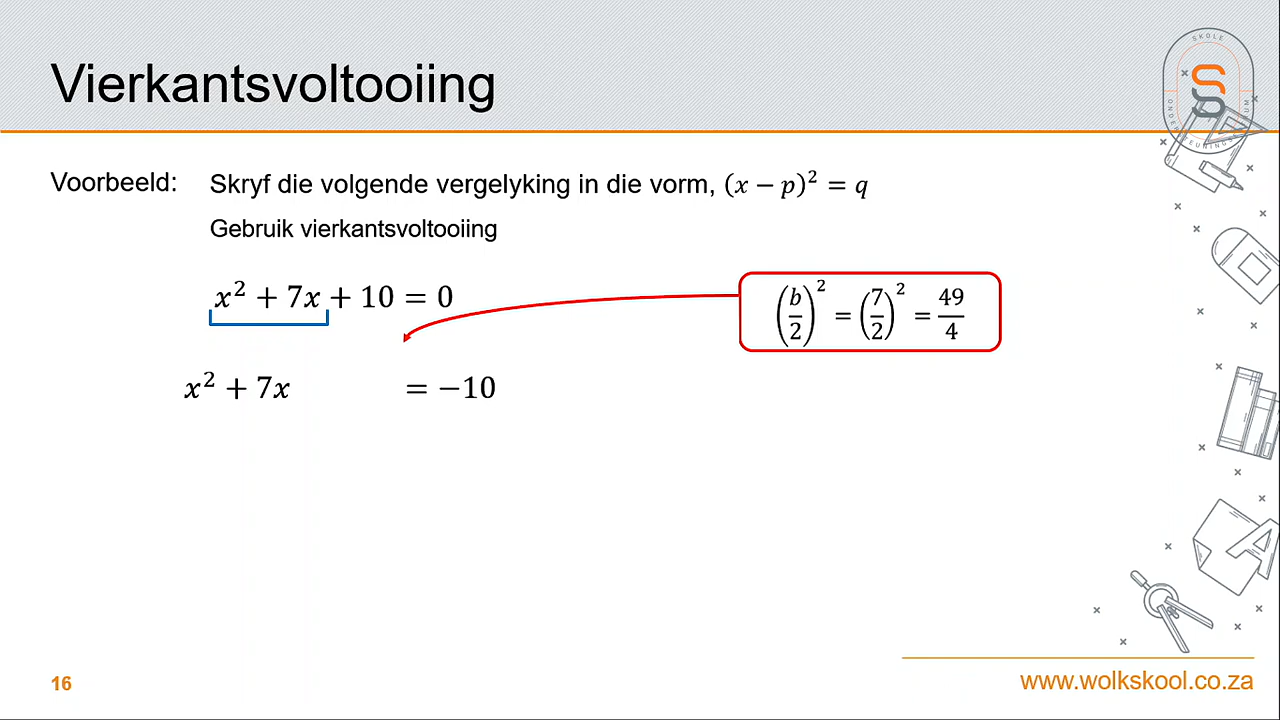 Vierkantsvoltooiing
SKOLE
Voorbeeld: Skryf die volgende vergelyking in die vorm, (x − p)² = q
Gebruik vierkantsvoltooiing
x² + 7x + 10 = 0
(b/2)² = (7/2)² = 49/4
x² + 7x = −10
16
www.wolkskool.co.za